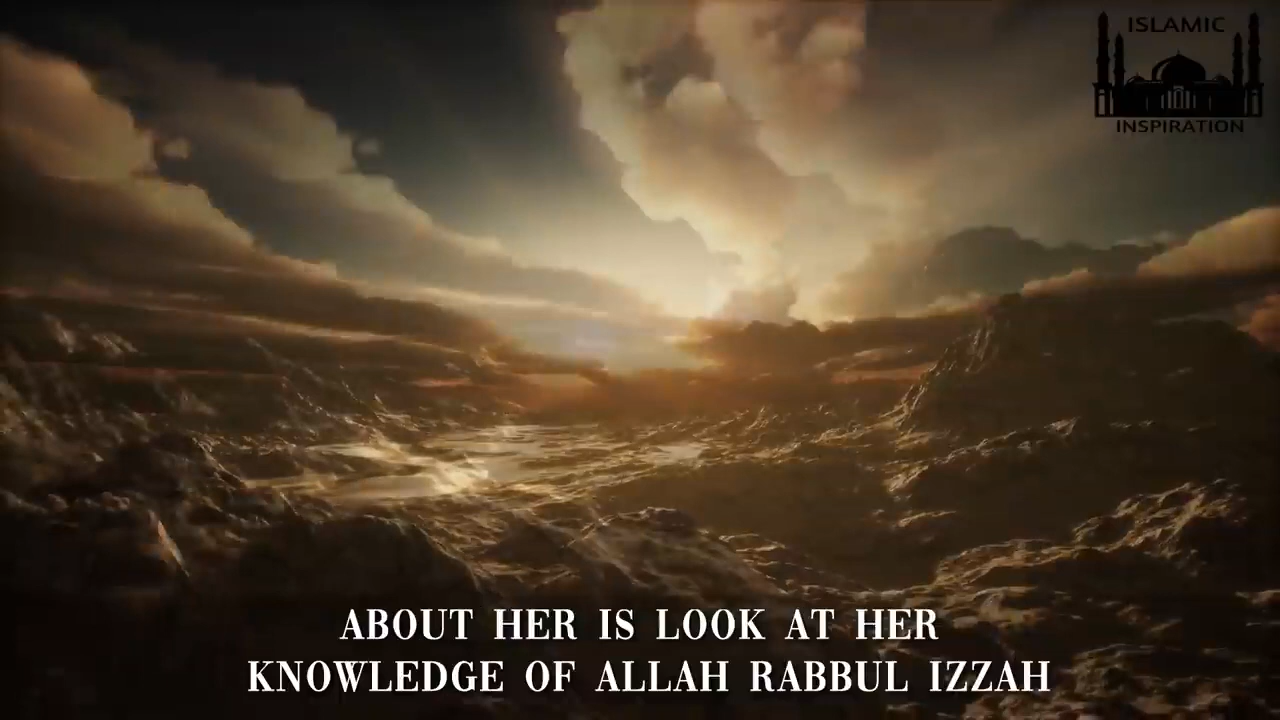 ISLAMIC
INSPIRATION
ABOUT HER IS LOOK AT HER
KNOWLEDGE OF ALLAH RABBUL IZZAH